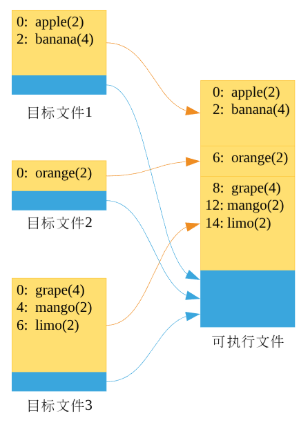 0: apple(2)
2: banana(4)
目标文件1
0: orange(2)
目标文件2
0: grape(4)
4: mango(2)
6: limo(2)
目标文件3
0: apple(2)
2: banana(4)
6: orange(2)
8: grape(4)
12: mango(2)
14: limo(2)
可执行文件